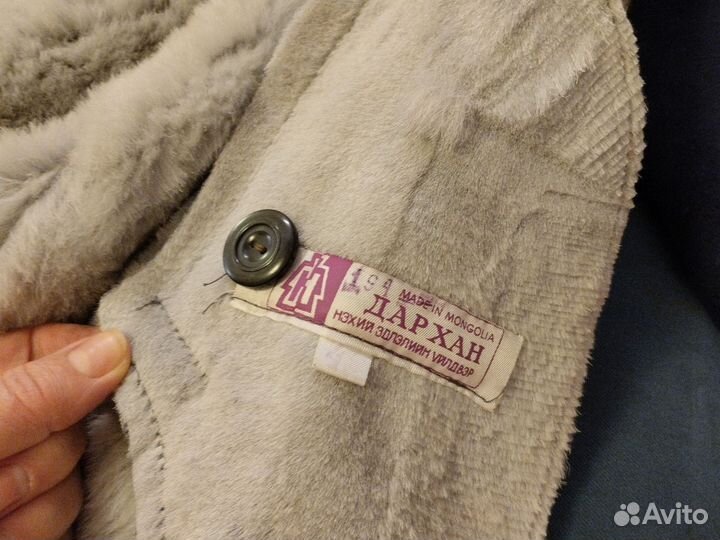 194 MADE IN MONGOLIA
ДАРХАН
НЭХИЙ ЭДЛЭЛИЙН ҮЙЛДВЭР
Avito